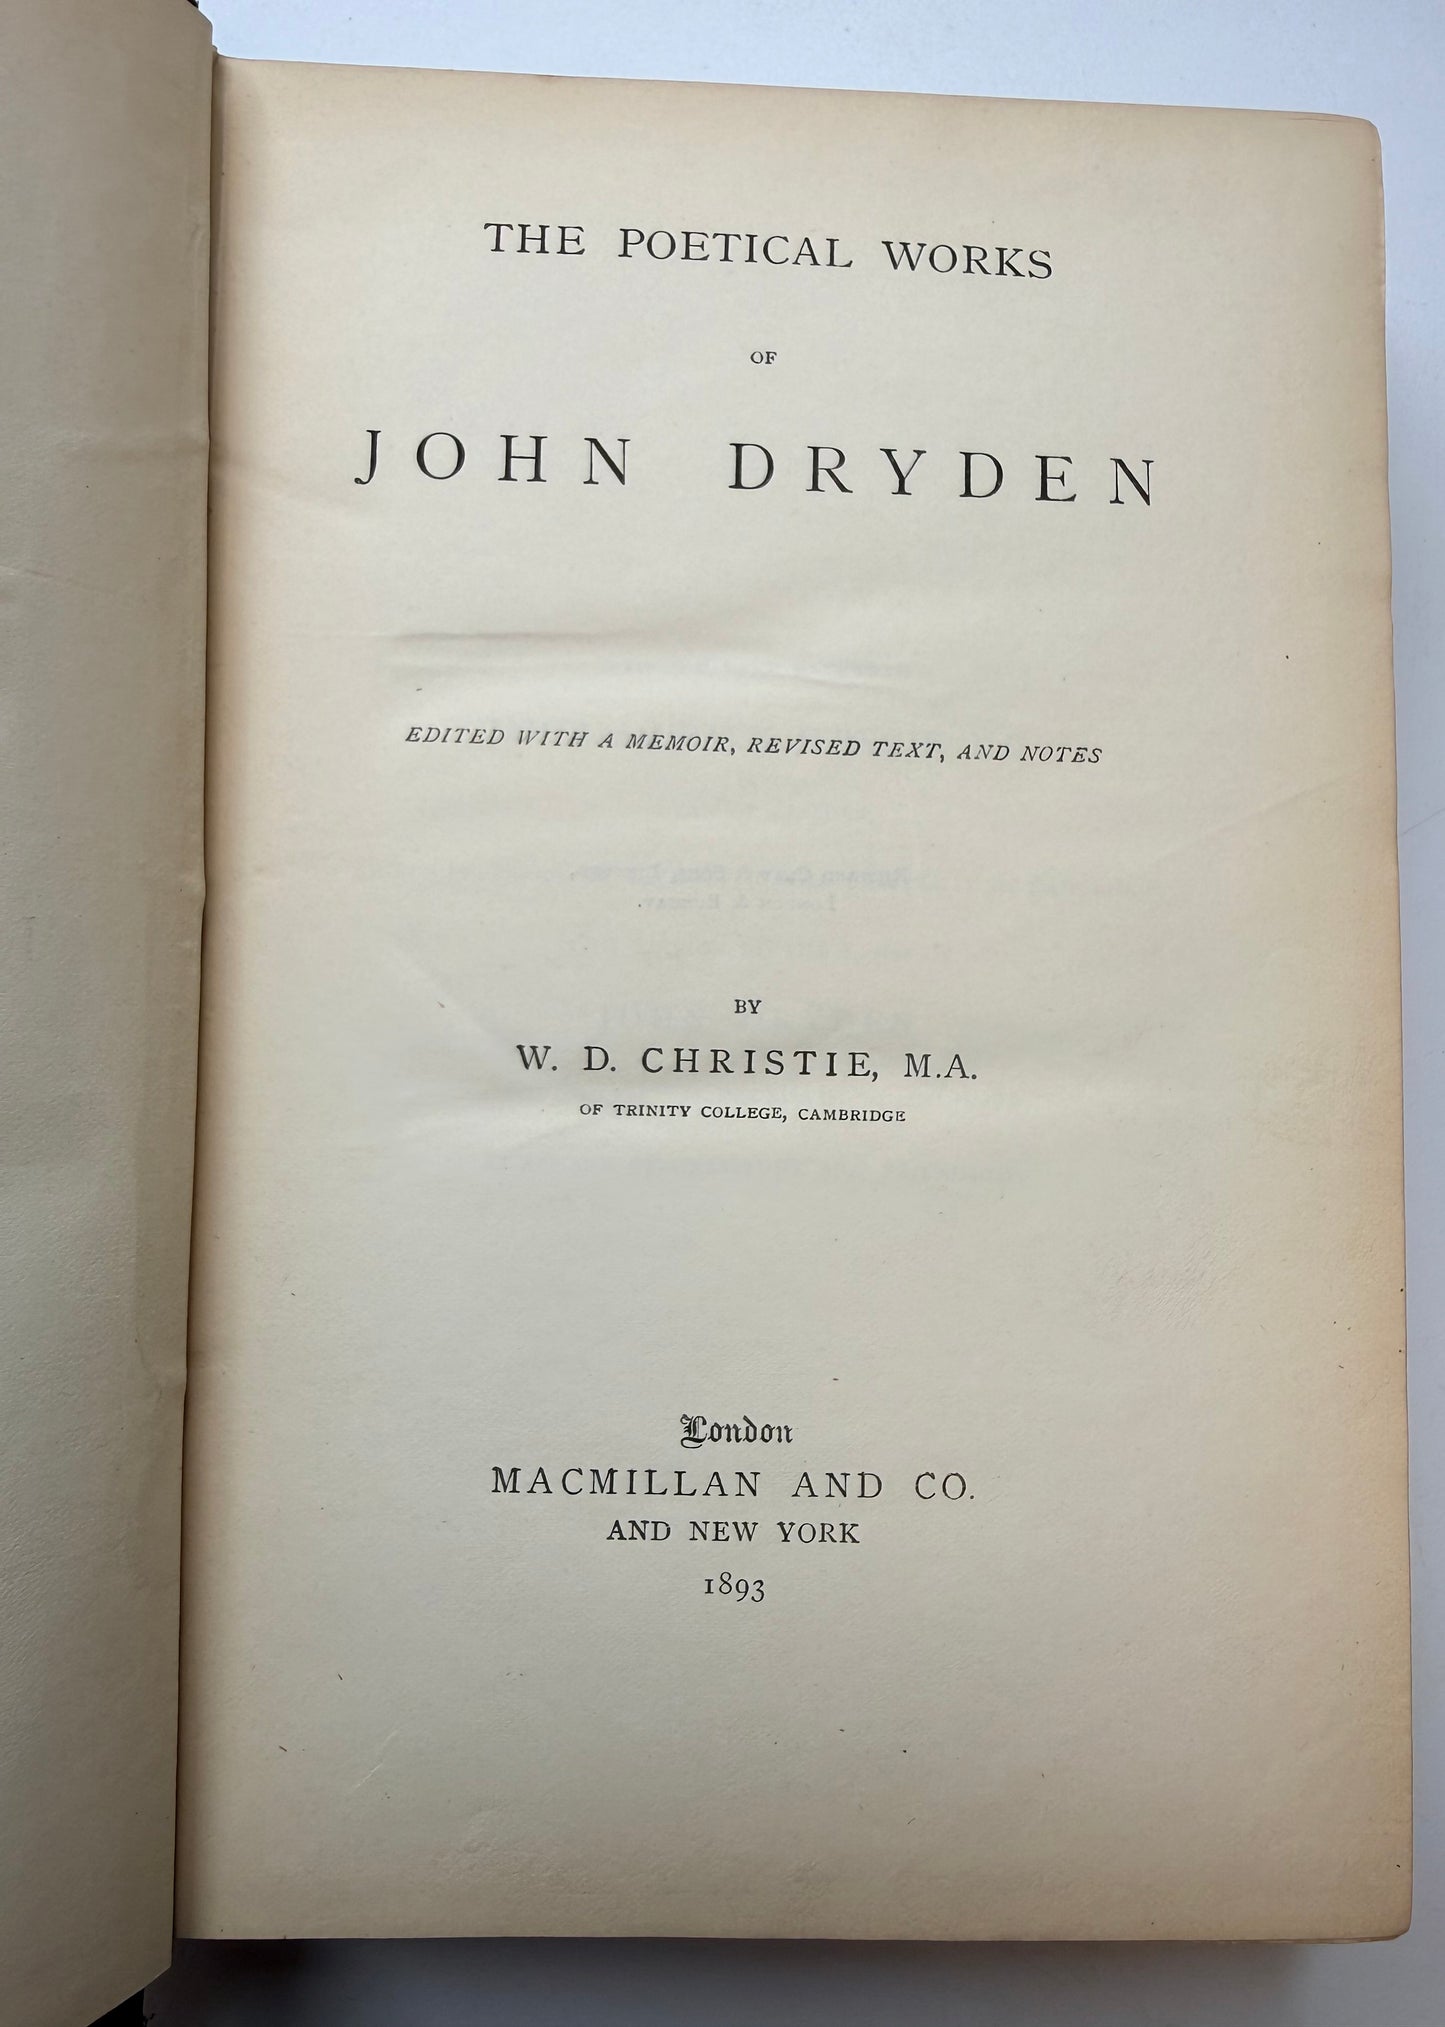 THE POETICAL WORKS
OF
JOHN DRYDEN
EDITED WITH A MEMOIR, REVISED TEXT, AND NOTES
BY
W. D. CHRISTIE, M.A.
OF TRINITY COLLEGE, CAMBRIDGE
London
MACMILLAN AND CO.
AND NEW YORK
1893